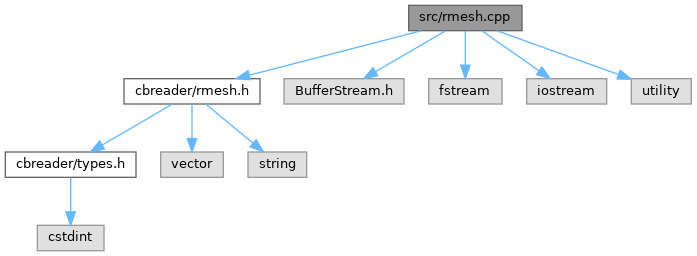 src/rmesh.cpp
cbreader/rmesh.h
BufferStream.h
fstream
iostream
utility
cbreader/types.h
vector
string
cstdint